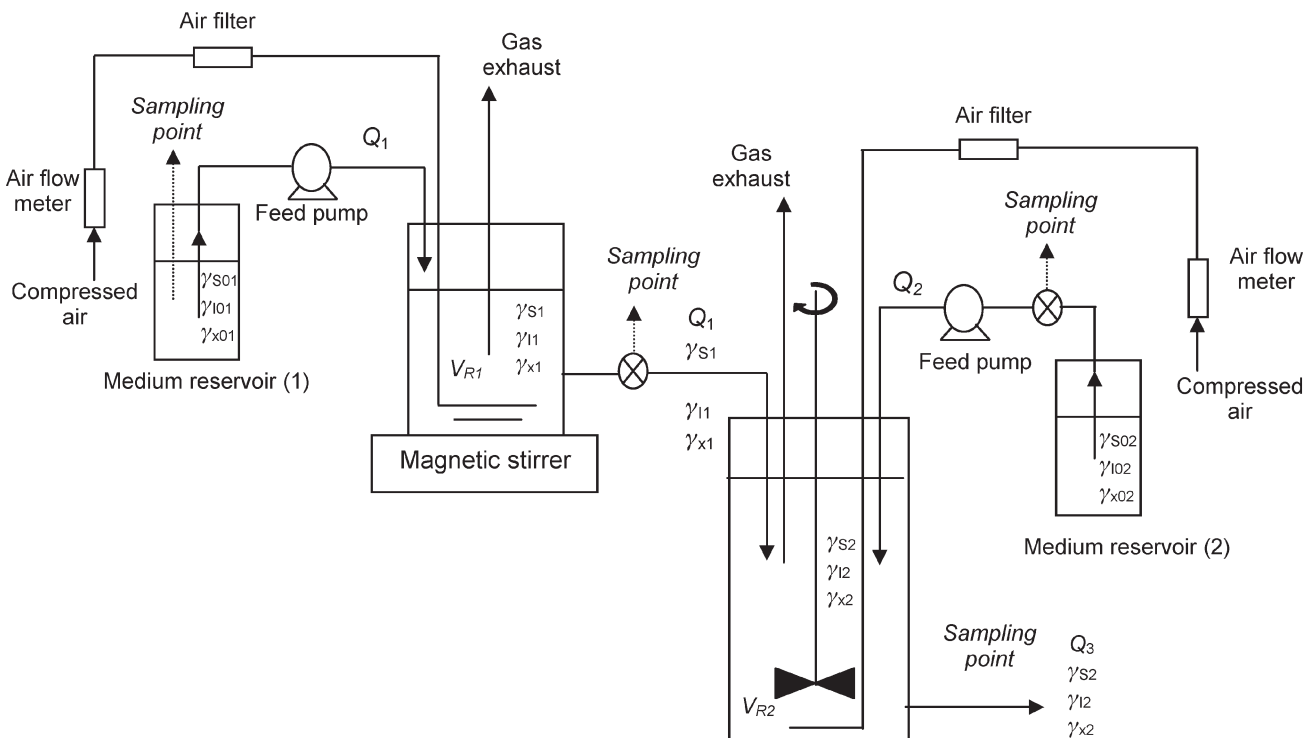 Air filter
Gas
exhaust
Sampling
point
Q1
Air flow
meter
Feed pump
Compressed
air
γS01
γI01
γx01
Medium reservoir (1)
γS1
γI1
γx1
VR1
Magnetic stirrer
Sampling
point
Q1
γS1
γI1
γx1
Gas
exhaust
Air filter
Sampling
point
Q2
Air flow
meter
Feed pump
Compressed
air
γS02
γI02
γx02
Medium reservoir (2)
γS2
γI2
γx2
VR2
Sampling
point
Q3
γS2
γI2
γx2